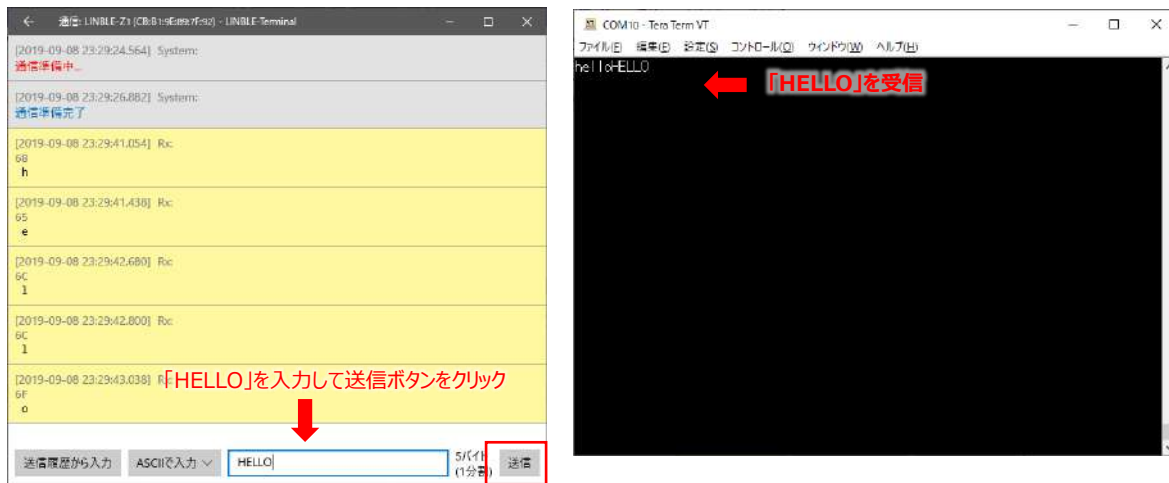 通信: LINBLE-Z1 (CB:B1:9E:89:7F:92) - LINBLE-Terminal
[2019-09-08 23:29:24.564] System:
通信準備中...
[2019-09-08 23:29:26.882] System:
通信準備完了
[2019-09-08 23:29:41.054] Rx:
68
h
[2019-09-08 23:29:41.438] Rx:
65
e
[2019-09-08 23:29:42.680] Rx:
6C
l
[2019-09-08 23:29:42.800] Rx:
6C
l
[2019-09-08 23:29:43.038] Rx:
6F
o
「HELLO」を入力して送信ボタンをクリック
送信履歴から入力 ASCIIで入力 HELLO 5バイト
(1分割) 送信
COM10 - Tera Term VT
ファイル(F) 編集(E) 設定(S) コントロール(O) ウィンドウ(W) ヘルプ(H)
helloHELLO
「HELLO」を受信